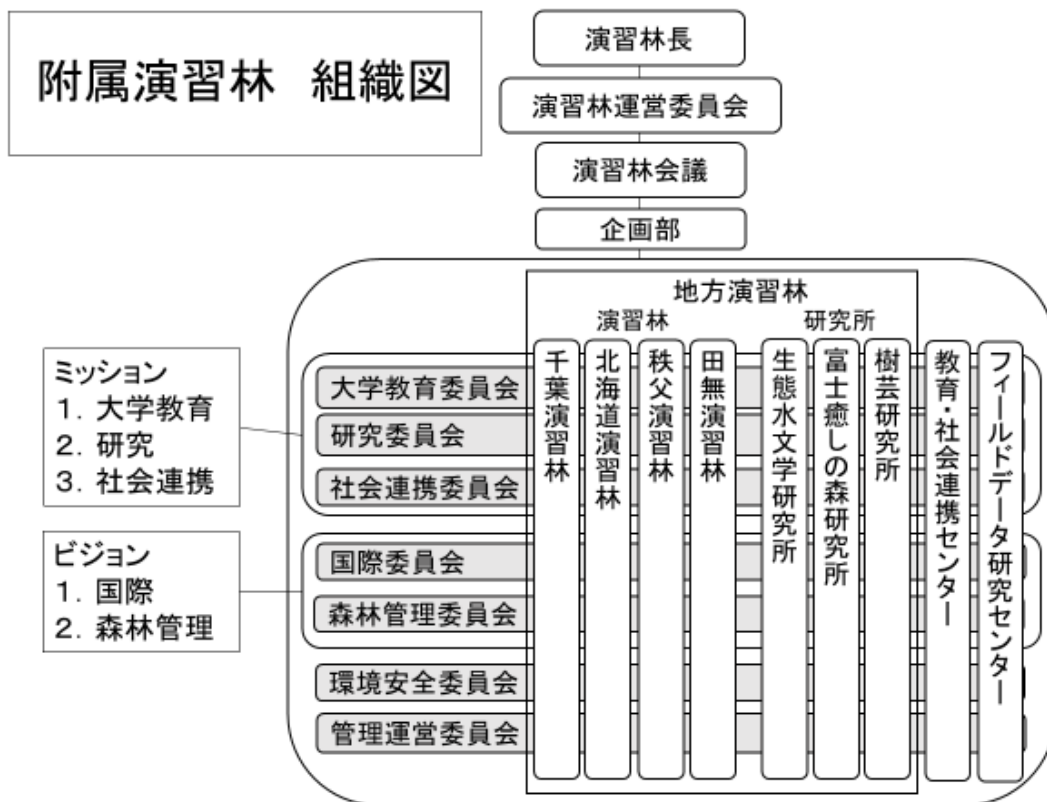 附属演習林　組織図
演習林長
演習林運営委員会
演習林会議
企画部
地方演習林
演習林
研究所
ミッション
1. 大学教育
2. 研究
3. 社会連携
ビジョン
1. 国際
2. 森林管理
大学教育委員会
研究委員会
社会連携委員会
国際委員会
森林管理委員会
環境安全委員会
管理運営委員会
千葉演習林
北海道演習林
秩父演習林
田無演習林
生態水文学研究所
富士癒しの森研究所
樹芸研究所
教育・社会連携センター
フィールドデータ研究センター